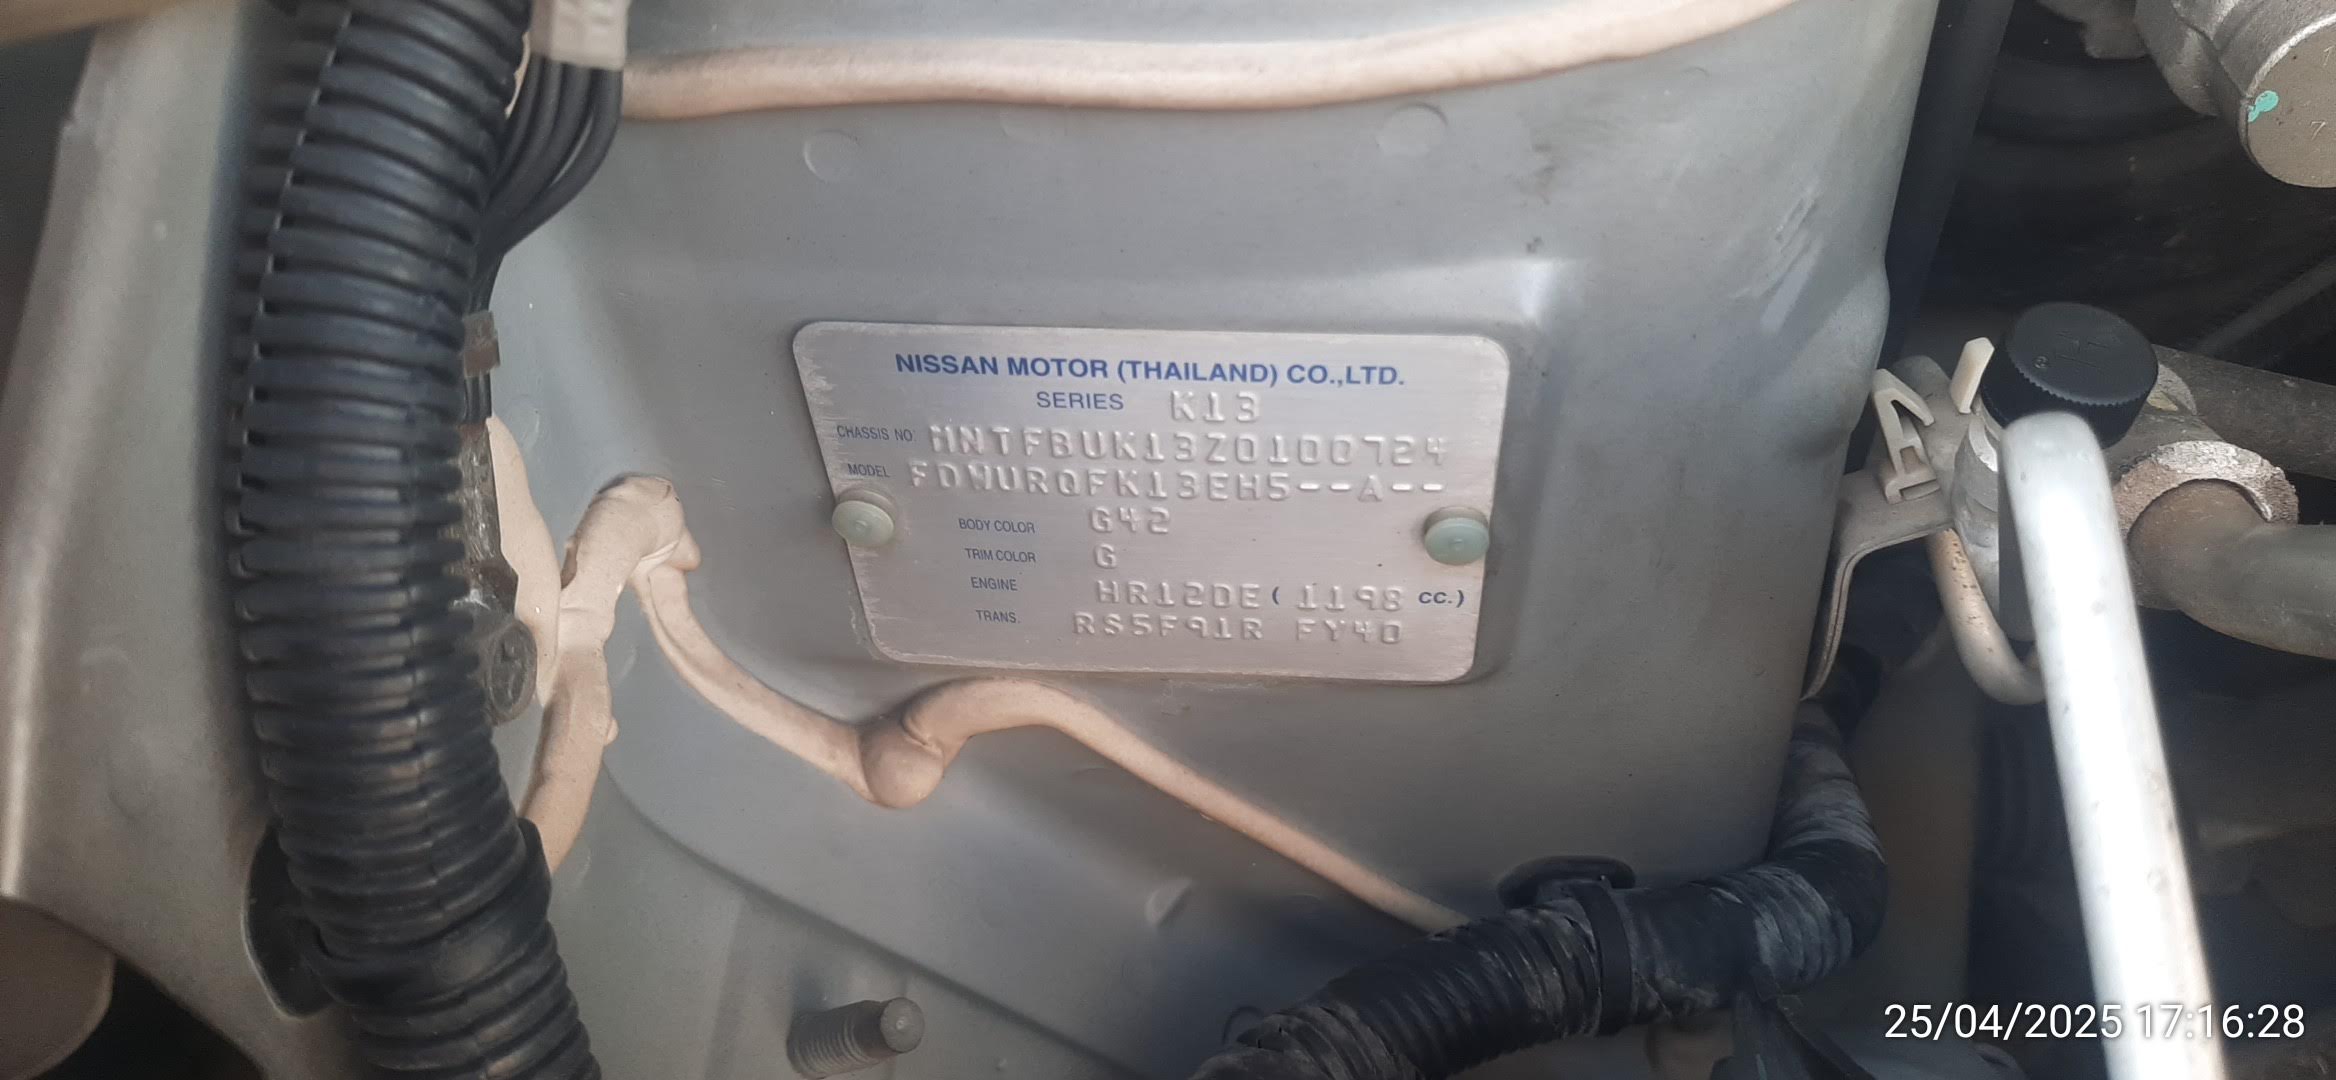 NISSAN MOTOR (THAILAND) CO.,LTD.
SERIES K13
CHASSIS NO. MNTFBUK13Z0100724
MODEL FDWURQFK13EH5--A--
BODY COLOR G42
TRIM COLOR G
ENGINE HR12DE ( 1198 cc.)
TRANS. RS5F91R FY40
25/04/2025 17:16:28